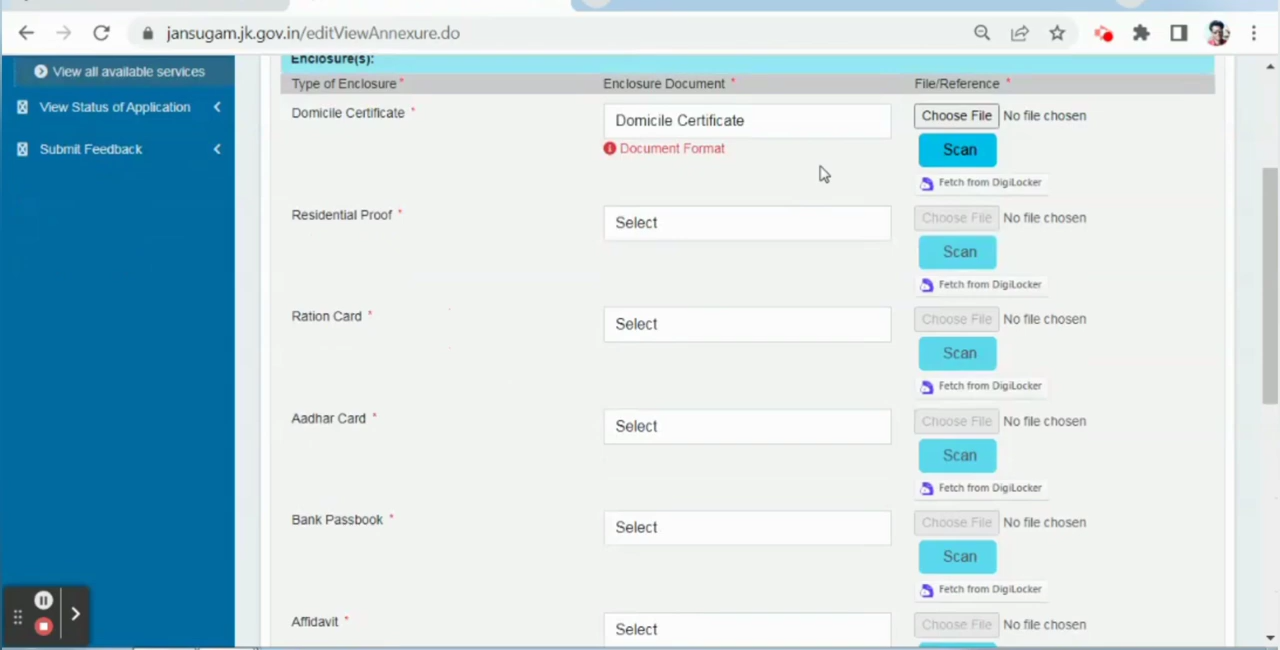 jansugam.jk.gov.in/editViewAnnexure.do
View all available services
View Status of Application
Submit Feedback
Enclosure(s):
Type of Enclosure * Enclosure Document * File/Reference *
Domicile Certificate * Domicile Certificate Choose File No file chosen
Document Format Scan
Fetch from DigiLocker
Residential Proof * Select Choose File No file chosen
Scan
Fetch from DigiLocker
Ration Card * Select Choose File No file chosen
Scan
Fetch from DigiLocker
Aadhar Card * Select Choose File No file chosen
Scan
Fetch from DigiLocker
Bank Passbook * Select Choose File No file chosen
Scan
Fetch from DigiLocker
Affidavit * Select Choose File No file chosen